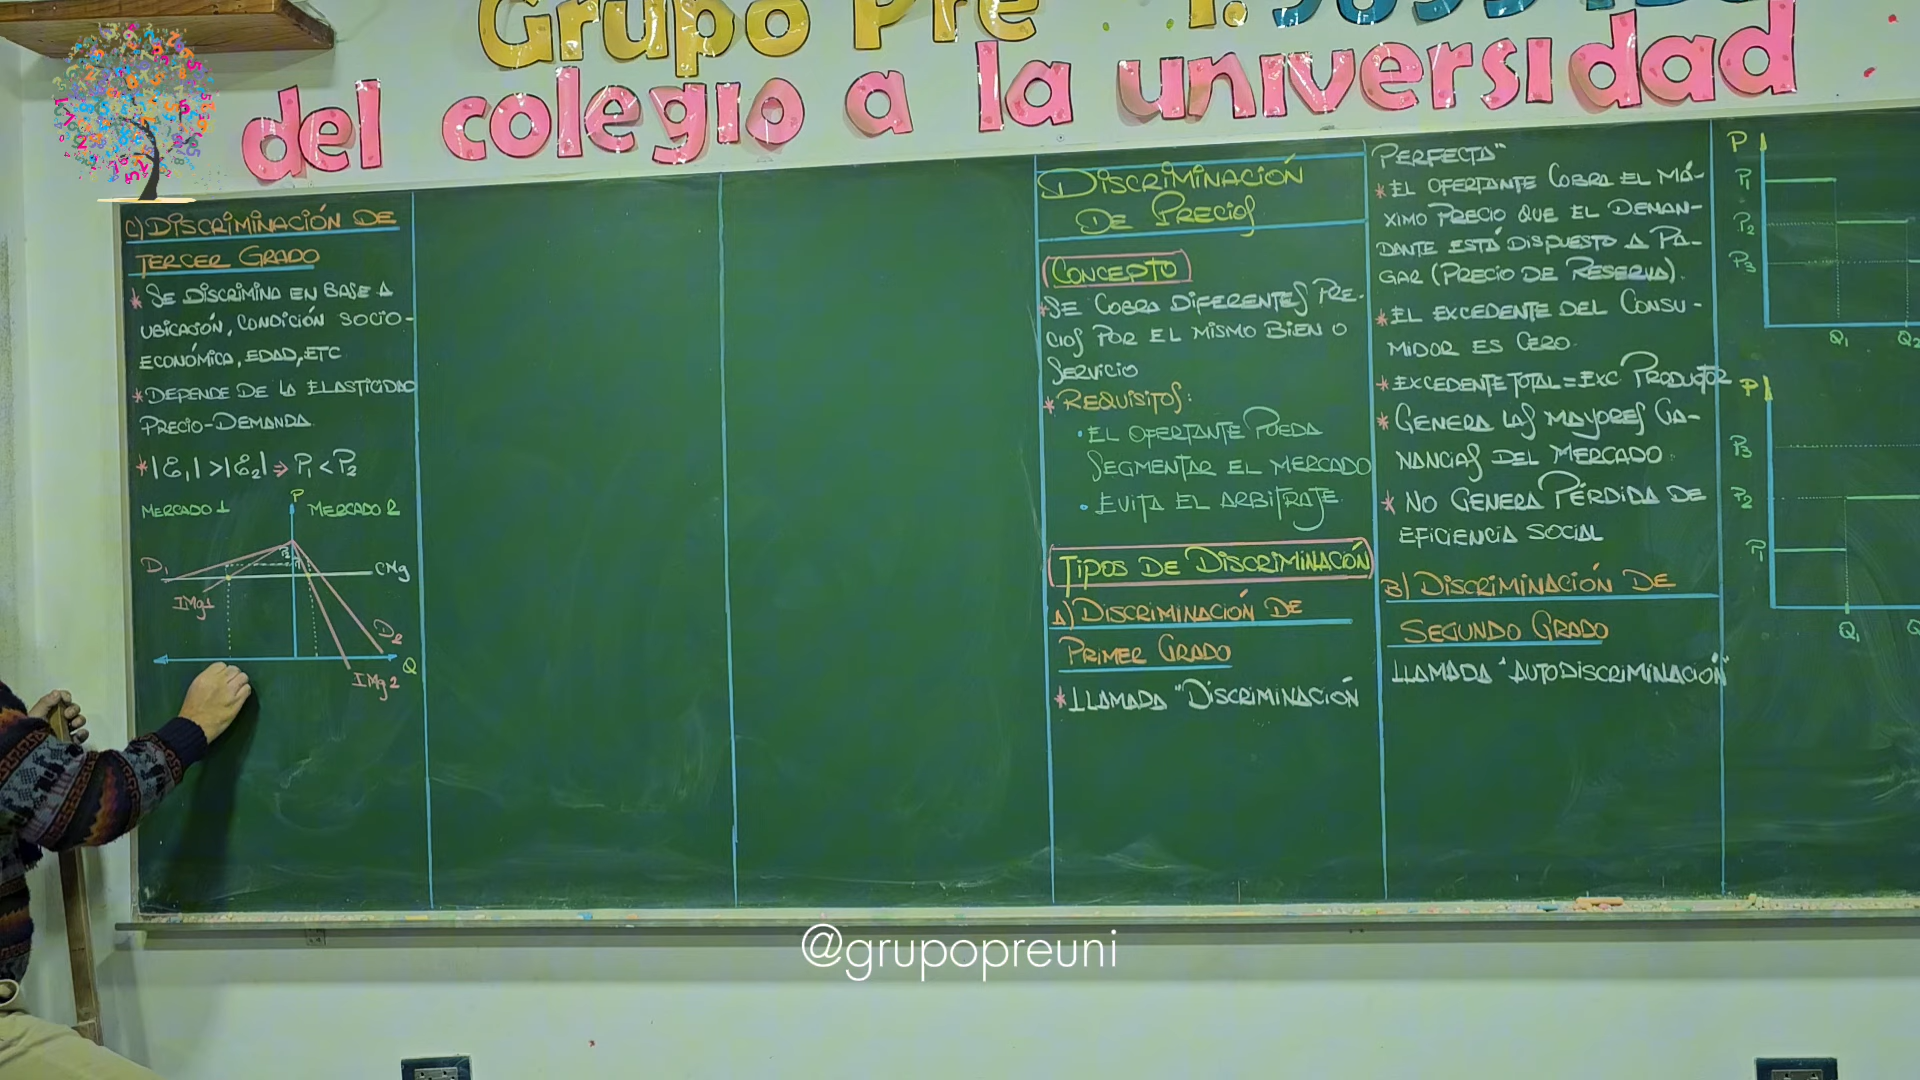 Grupo Pre
del colegio a la universidad
C) DISCRIMINACIÓN DE
TERCER GRADO
* SE DISCRIMINA EN BASE A
UBICACIÓN, CONDICIÓN SOCIO-
ECONÓMICA, EDAD, ETC
* DEPENDE DE LA ELASTICIDAD
PRECIO-DEMANDA
* |ε₁| > |ε₂| ⇒ P₁ < P₂
MERCADO 1
P
MERCADO 2
D₁
CMg
IMg1
D2
Q
IMg2
DISCRIMINACIÓN
DE PRECIOS
CONCEPTO
* SE COBRA DIFERENTES PRE-
CIOS POR EL MISMO BIEN O
SERVICIO
* REQUISITOS:
• EL OFERTANTE PUEDA
SEGMENTAR EL MERCADO
• EVITA EL ARBITRAJE
TIPOS DE DISCRIMINACIÓN
A) DISCRIMINACIÓN DE
PRIMER GRADO
* LLAMADA "DISCRIMINACIÓN
PERFECTA"
* EL OFERTANTE COBRA EL MÁ-
XIMO PRECIO QUE EL DEMAN-
DANTE ESTÁ DISPUESTO A PA-
GAR (PRECIO DE RESERVA).
* EL EXCEDENTE DEL CONSU-
MIDOR ES CERO.
* EXCEDENTE TOTAL = EXC PRODUCTOR
* GENERA LAS MAYORES GA-
NANCIAS DEL MERCADO.
* NO GENERA PÉRDIDA DE
EFICIENCIA SOCIAL
B) DISCRIMINACIÓN DE
SEGUNDO GRADO
LLAMADA "AUTODISCRIMINACIÓN"
P
P₁
P₂
P₃
Q₁
Q₂
P
P₃
P₂
P₁
Q₁
@grupopreuni